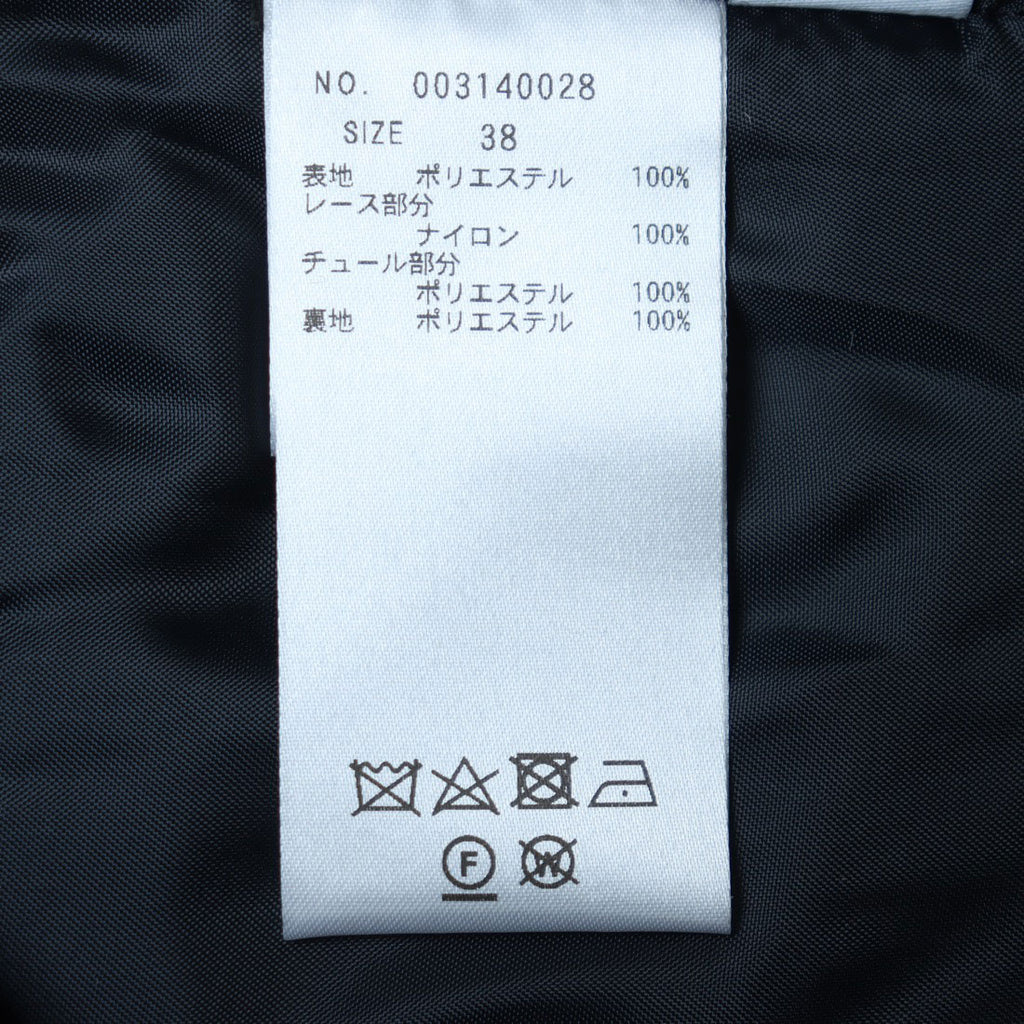 NO. 003140028
SIZE 38
表地 ポリエステル 100%
レース部分
ナイロン 100%
チュール部分
ポリエステル 100%
裏地 ポリエステル 100%
F W